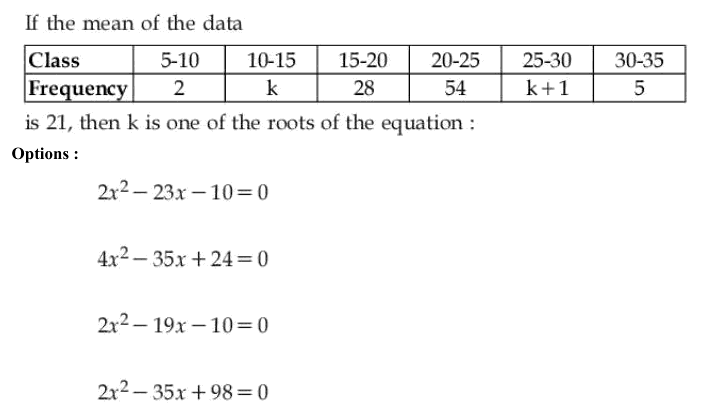 If the mean of the data
Class 5-10 10-15 15-20 20-25 25-30 30-35
Frequency 2 k 28 54 k+1 5
is 21, then k is one of the roots of the equation :
Options :
2x² − 23x − 10 = 0
4x² − 35x + 24 = 0
2x² − 19x − 10 = 0
2x² − 35x + 98 = 0